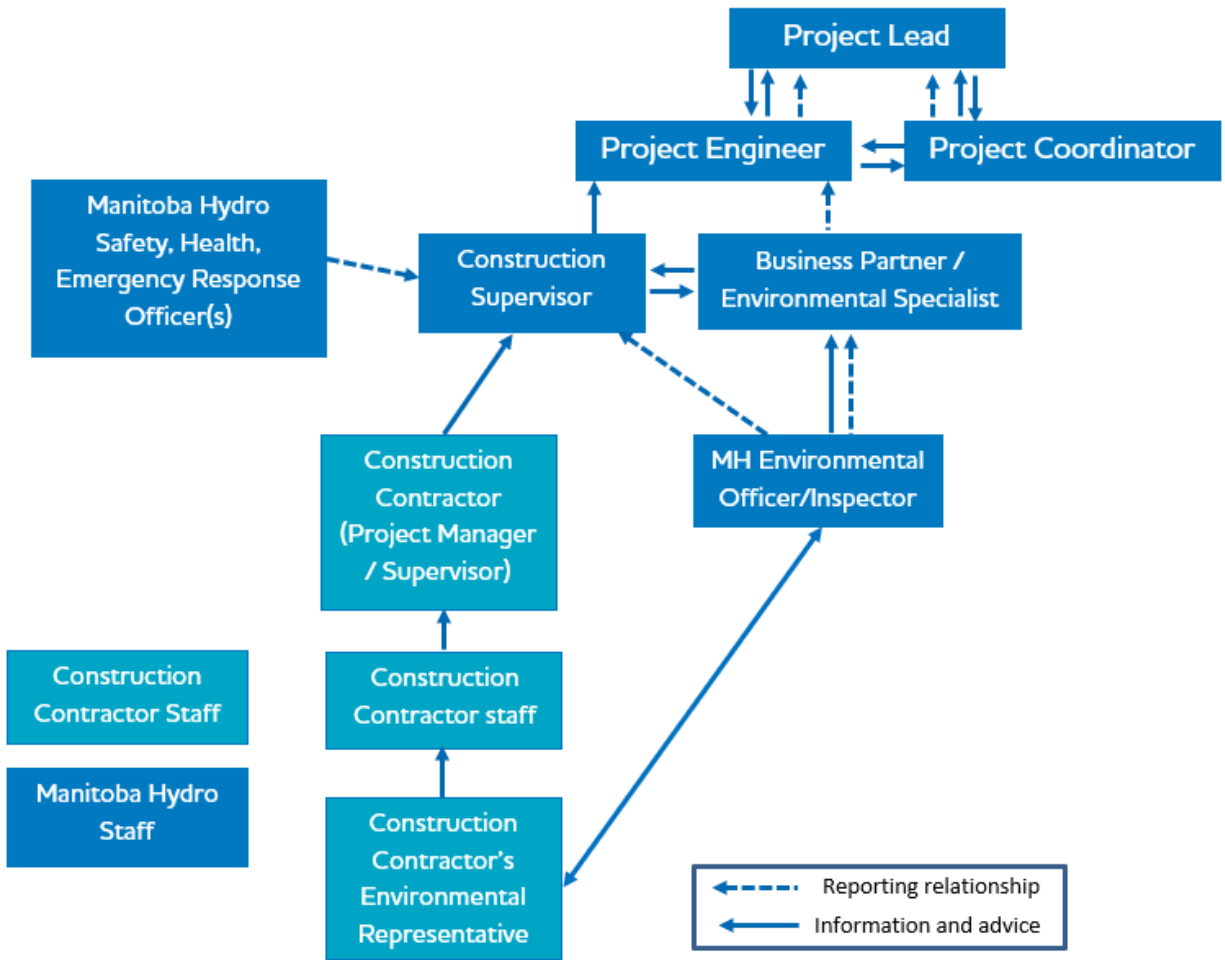 Project Lead
Project Engineer
Project Coordinator
Manitoba Hydro
Safety, Health,
Emergency Response
Officer(s)
Construction
Supervisor
Business Partner /
Environmental Specialist
Construction
Contractor
(Project Manager
/ Supervisor)
MH Environmental
Officer/Inspector
Construction
Contractor Staff
Construction
Contractor staff
Manitoba Hydro
Staff
Construction
Contractor’s
Environmental
Representative
Reporting relationship
Information and advice